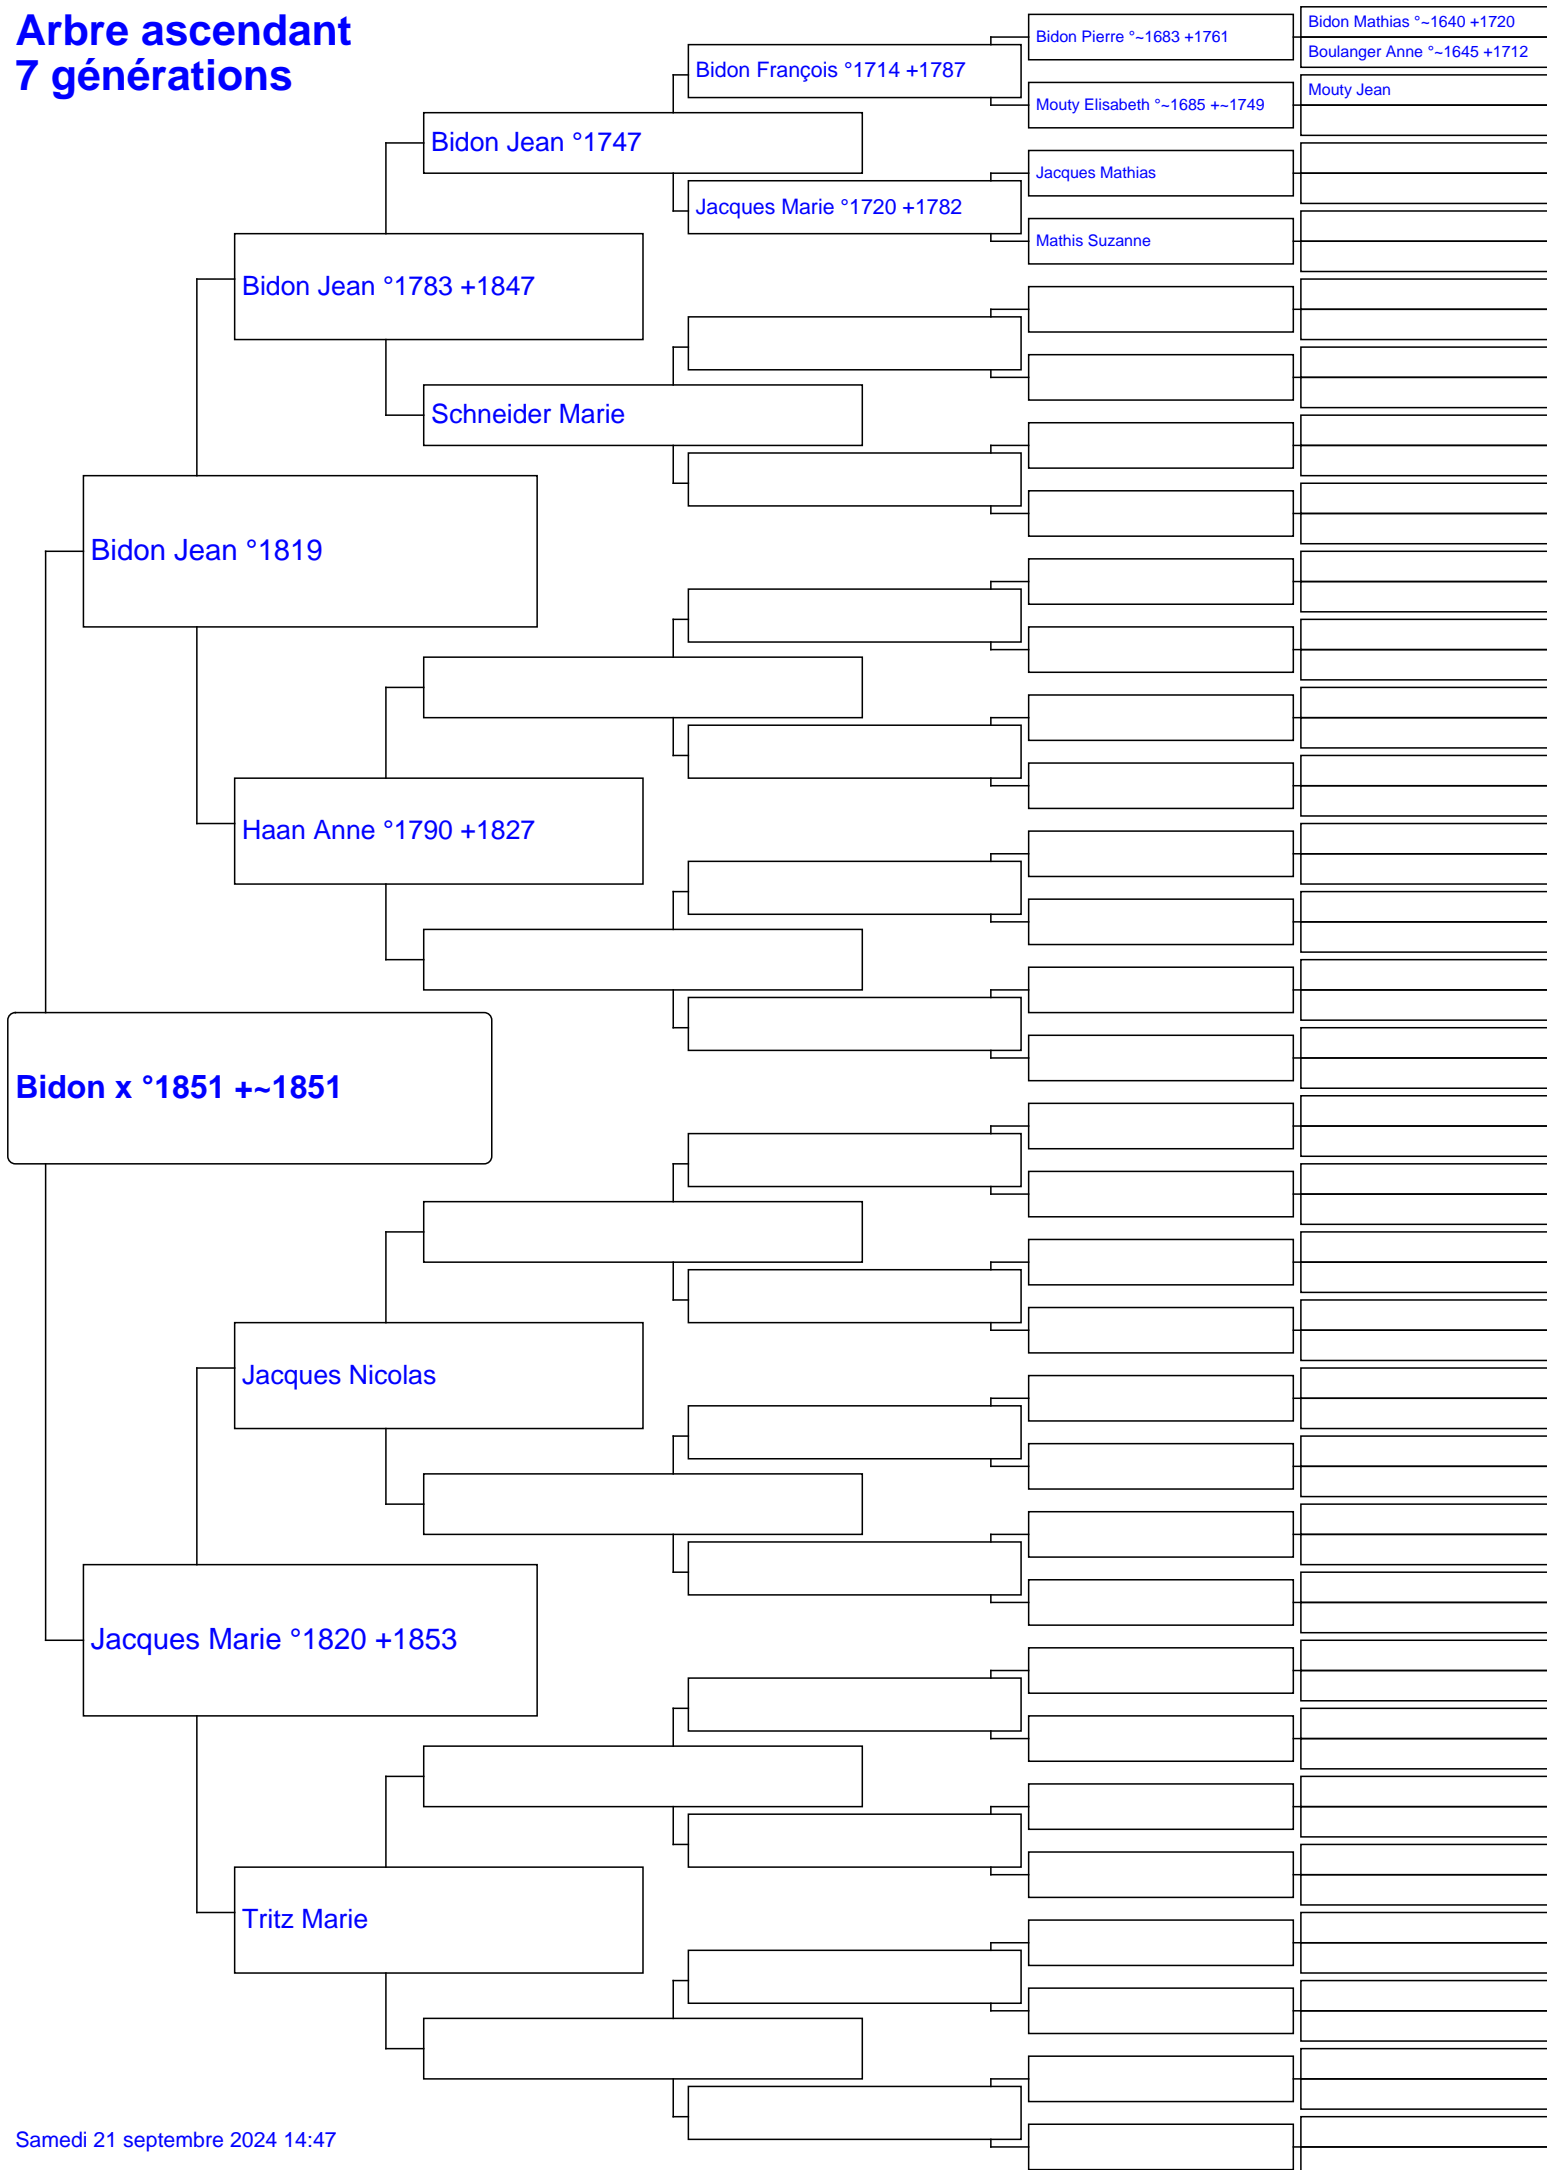 Arbre ascendant
7 générations
Bidon Mathias °~1640 +1720
Bidon Pierre °~1683 +1761
Boulanger Anne °~1645 +1712
Bidon François °1714 +1787
Mouty Jean
Mouty Elisabeth °~1685 +~1749
Bidon Jean °1747
Jacques Mathias
Jacques Marie °1720 +1782
Mathis Suzanne
Bidon Jean °1783 +1847
Schneider Marie
Bidon Jean °1819
Haan Anne °1790 +1827
Bidon x °1851 +~1851
Jacques Nicolas
Jacques Marie °1820 +1853
Tritz Marie
Samedi 21 septembre 2024 14:47